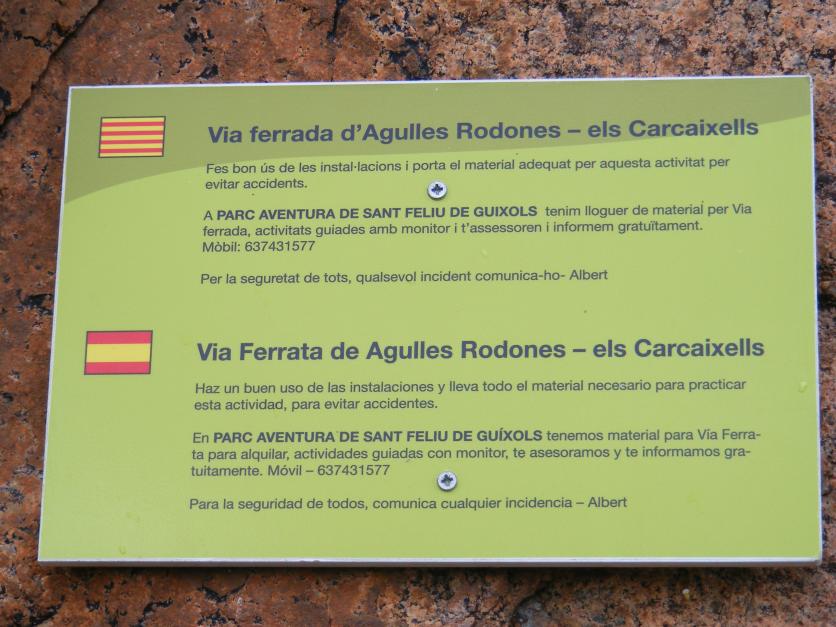 Via ferrada d'Agulles Rodones – els Carcaixells
Fes bon ús de les instal·lacions i porta el material adequat per aquesta activitat per
evitar accidents.
A PARC AVENTURA DE SANT FELIU DE GUIXOLS tenim lloguer de material per Via
ferrada, activitats guiades amb monitor i t'assessoren i informem gratuïtament.
Mòbil: 637431577
Per la seguretat de tots, qualsevol incident comunica-ho- Albert
Via Ferrata de Agulles Rodones – els Carcaixells
Haz un buen uso de las instalaciones y lleva todo el material necesario para practicar
esta actividad, para evitar accidentes.
En PARC AVENTURA DE SANT FELIU DE GUÍXOLS tenemos material para Vía Ferra-
ta para alquilar, actividades guiadas con monitor, te asesoramos y te informamos gra-
tuitamente. Móvil – 637431577
Para la seguridad de todos, comunica cualquier incidencia – Albert